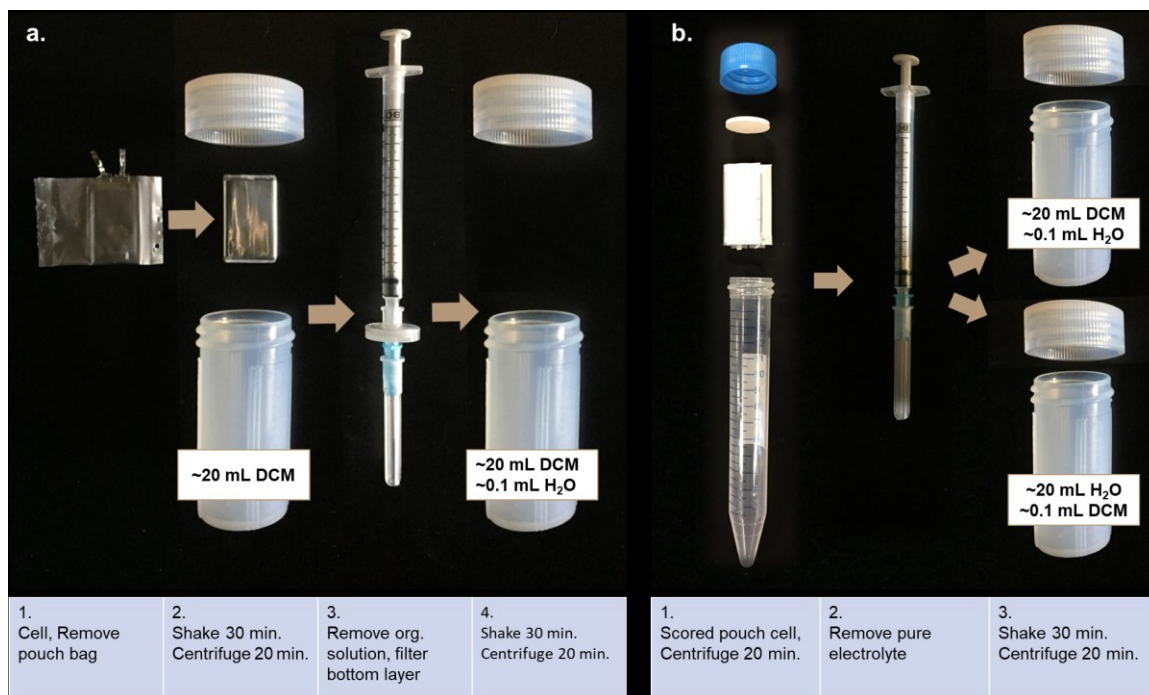 a.
~20 mL DCM
~20 mL DCM
~0.1 mL H₂O
1.
Cell, Remove
pouch bag
2.
Shake 30 min.
Centrifuge 20 min.
3.
Remove org.
solution, filter
bottom layer
4.
Shake 30 min.
Centrifuge 20 min.
b.
~20 mL DCM
~0.1 mL H₂O
~20 mL H₂O
~0.1 mL DCM
1.
Scored pouch cell,
Centrifuge 20 min.
2.
Remove pure
electrolyte
3.
Shake 30 min.
Centrifuge 20 min.